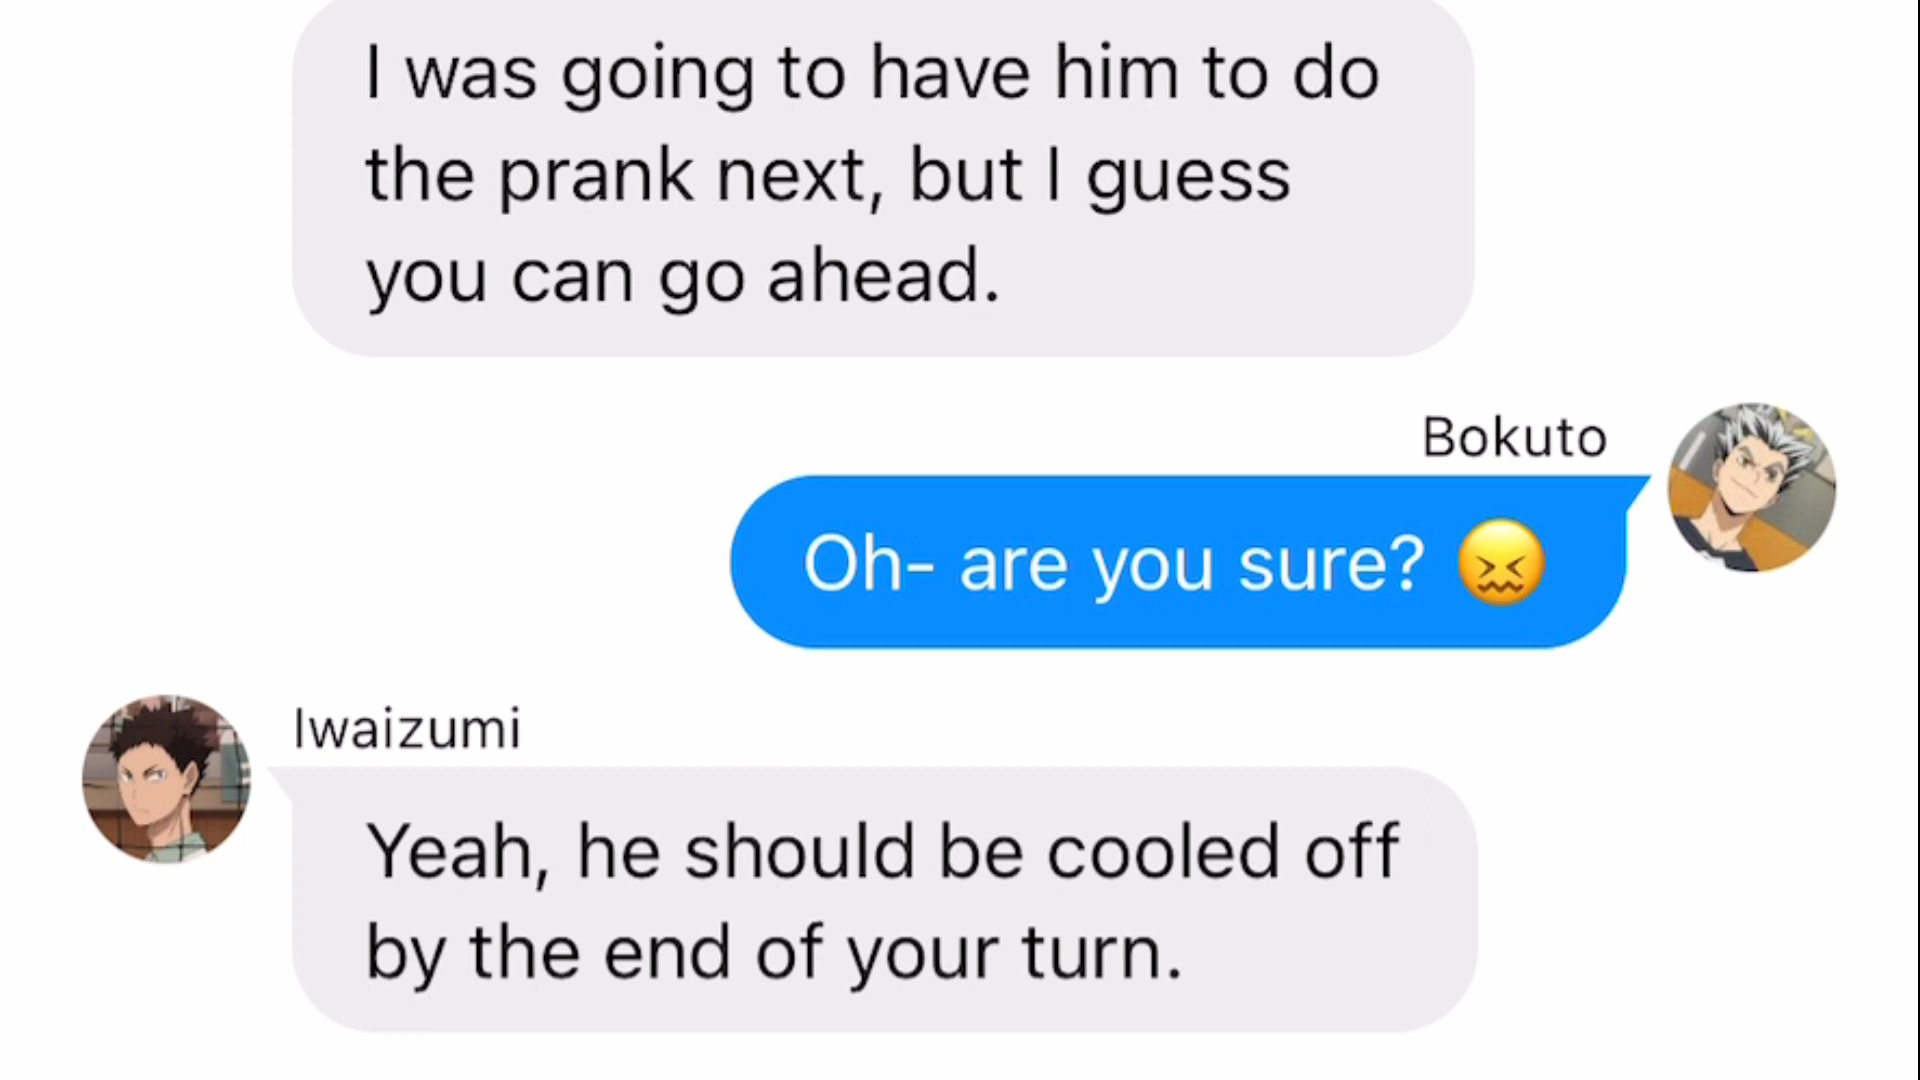 I was going to have him to do
the prank next, but I guess
you can go ahead.
Bokuto
Oh- are you sure? 😖
Iwaizumi
Yeah, he should be cooled off
by the end of your turn.